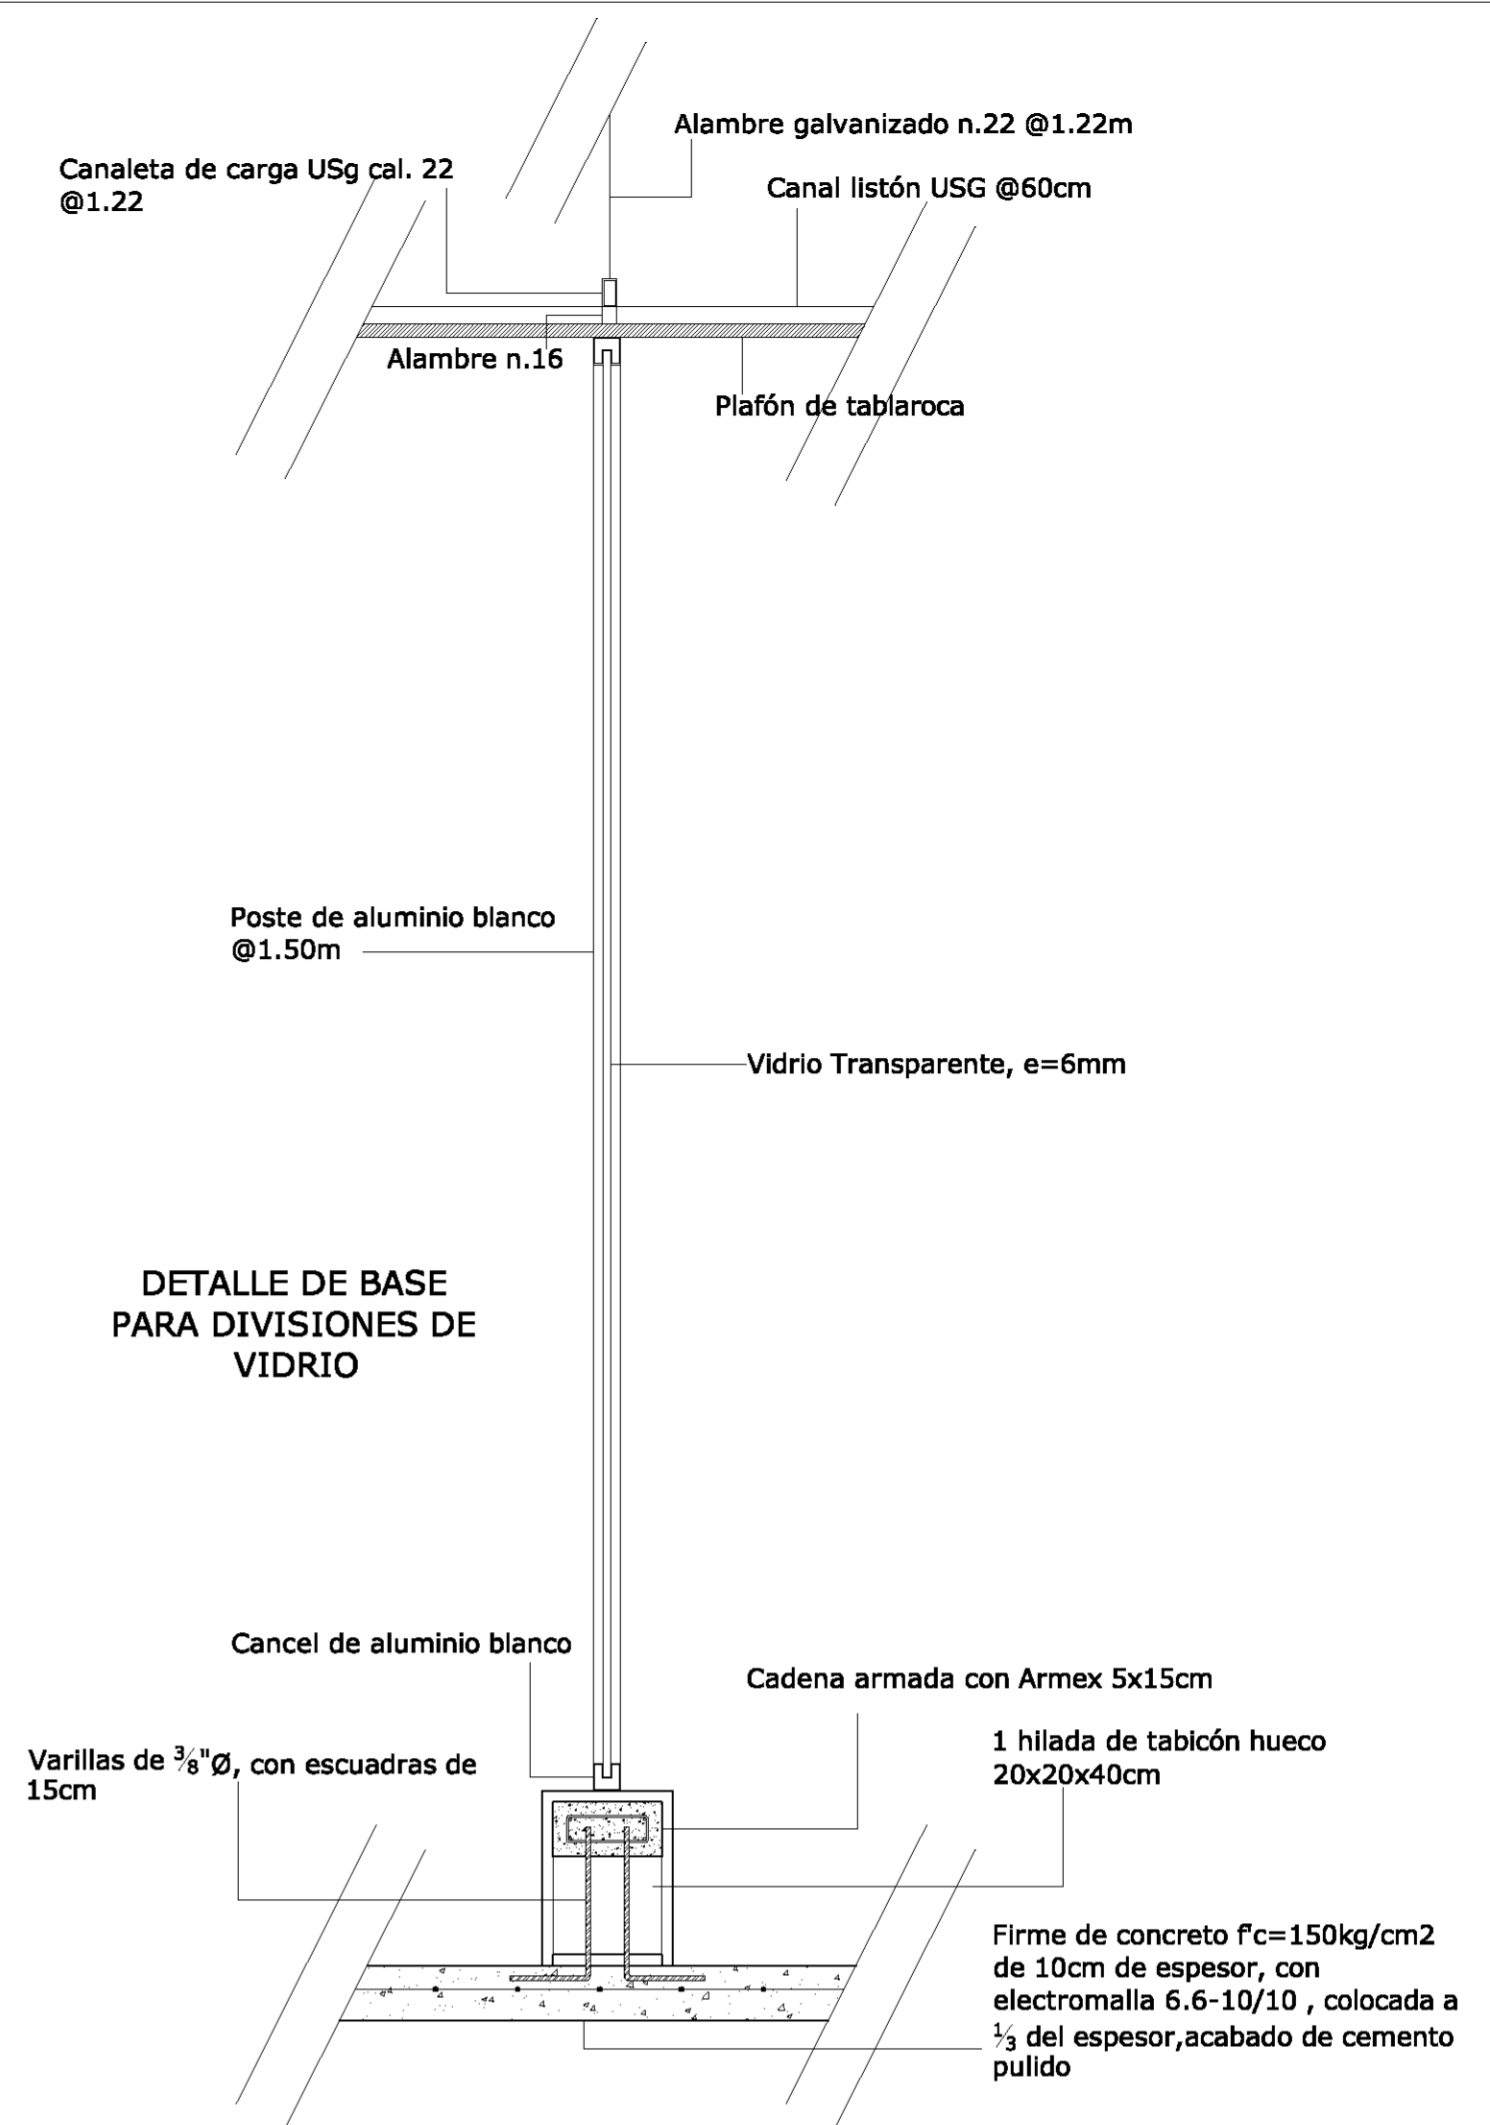 Alambre galvanizado n.22 @1.22m
Canaleta de carga USg cal. 22
@1.22
Canal listón USG @60cm
Alambre n.16
Plafón de tablaroca
Poste de aluminio blanco
@1.50m
Vidrio Transparente, e=6mm
DETALLE DE BASE
PARA DIVISIONES DE
VIDRIO
Cancel de aluminio blanco
Cadena armada con Armex 5x15cm
1 hilada de tabicón hueco
20x20x40cm
Varillas de ⅜"Ø, con escuadras de
15cm
Firme de concreto f'c=150kg/cm2
de 10cm de espesor, con
electromalla 6.6-10/10 , colocada a
⅓ del espesor,acabado de cemento
pulido